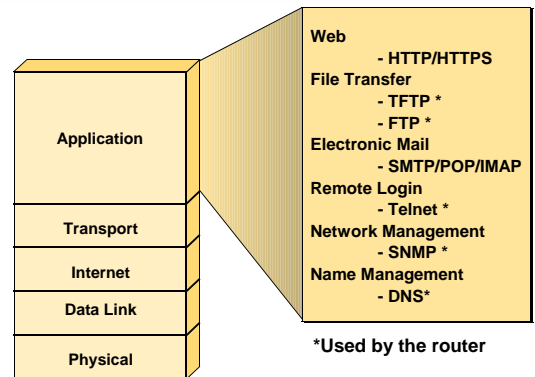 Application
Transport
Internet
Data Link
Physical
Web
- HTTP/HTTPS
File Transfer
- TFTP *
- FTP *
Electronic Mail
- SMTP/POP/IMAP
Remote Login
- Telnet *
Network Management
- SNMP *
Name Management
- DNS*
*Used by the router